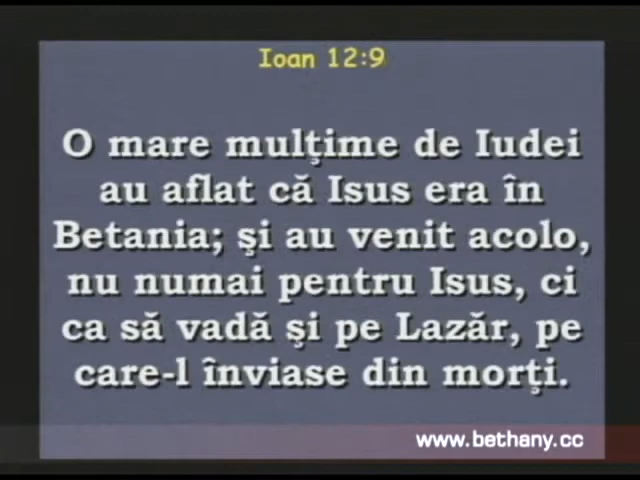 Ioan 12:9
O mare mulţime de Iudei
au aflat că Isus era în
Betania; şi au venit acolo,
nu numai pentru Isus, ci
ca să vadă şi pe Lazăr, pe
care-l înviase din morţi.
www.bethany.cc